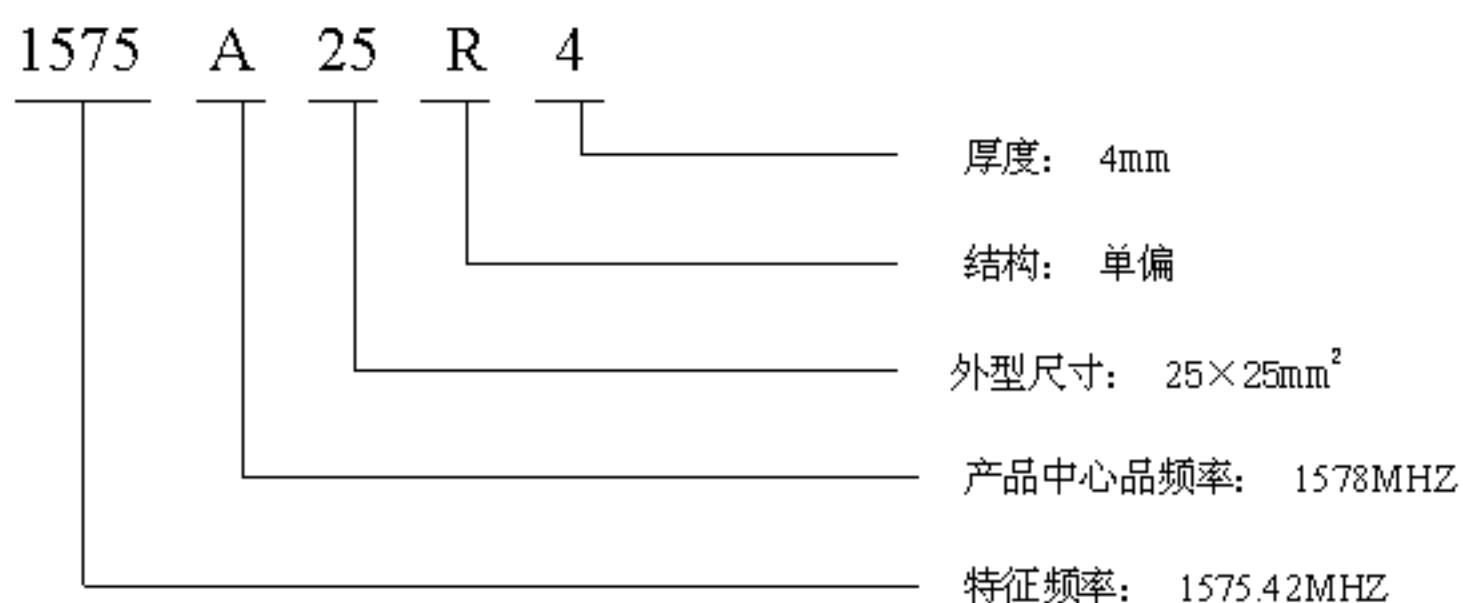 1575 A 25 R 4
厚度： 4mm
结构： 单偏
外型尺寸： 25×25mm²
产品中心品频率： 1578MHZ
特征频率： 1575.42MHZ